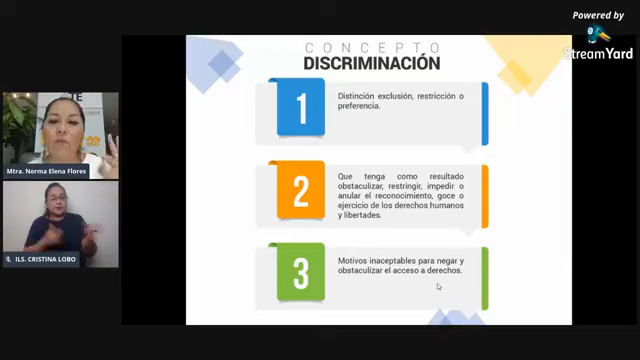 Powered by
StreamYard
CONCEPTO
DISCRIMINACIÓN
1
Distinción exclusión, restricción o
preferencia.
2
Que tenga como resultado
obstaculizar, restringir, impedir o
anular el reconocimiento, goce o
ejercicio de los derechos humanos
y libertades.
3
Motivos inaceptables para negar y
obstaculizar el acceso a derechos.
Mtra. Norma Elena Flores
ILS. CRISTINA LOBO